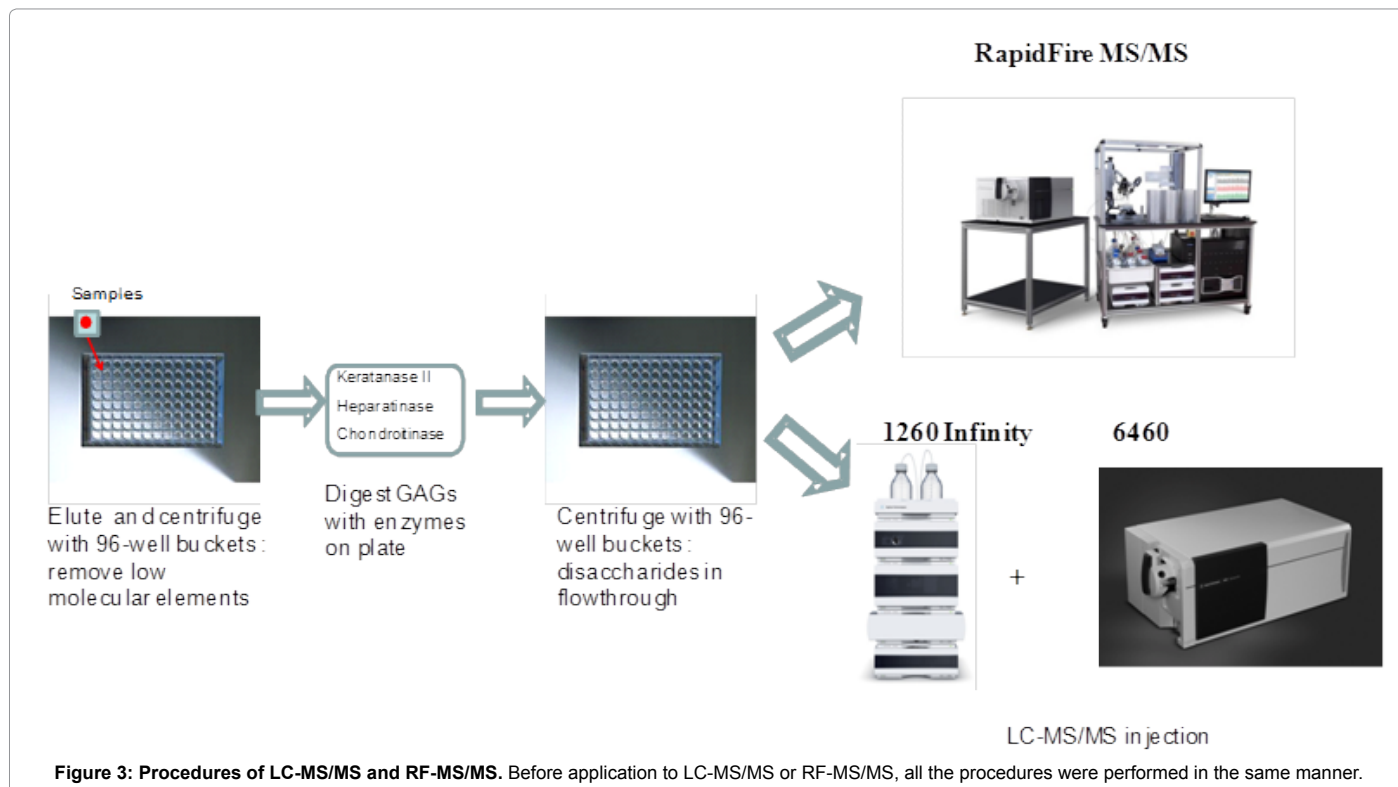 RapidFire MS/MS
Samples
Keratanase II
Heparatinase
Chondroitinase
Elute and centrifuge
with 96-well buckets:
remove low
molecular elements
Digest GAGs
with enzymes
on plate
Centrifuge with 96-
well buckets:
disaccharides in
flowthrough
1260 Infinity
6460
+
LC-MS/MS injection
Figure 3: Procedures of LC-MS/MS and RF-MS/MS. Before application to LC-MS/MS or RF-MS/MS, all the procedures were performed in the same manner.